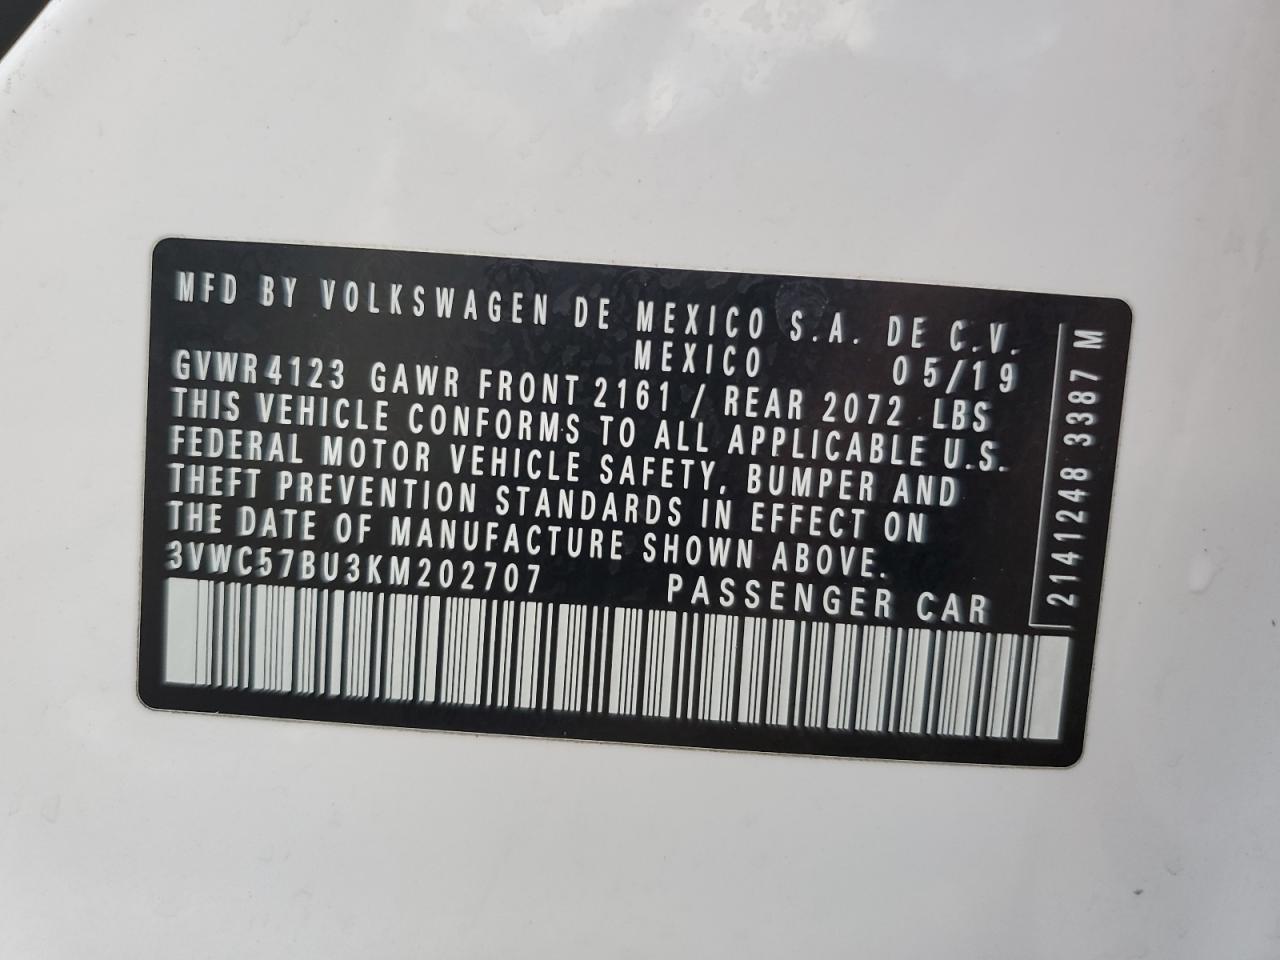 MFD BY VOLKSWAGEN DE MEXICO S.A. DE C.V.
MEXICO 05/19
GVWR 4123 GAWR FRONT 2161 / REAR 2072 LBS
THIS VEHICLE CONFORMS TO ALL APPLICABLE U.S.
FEDERAL MOTOR VEHICLE SAFETY, BUMPER AND
THEFT PREVENTION STANDARDS IN EFFECT ON
THE DATE OF MANUFACTURE SHOWN ABOVE.
3VWC57BU3KM202707 PASSENGER CAR
2141248 3387 M